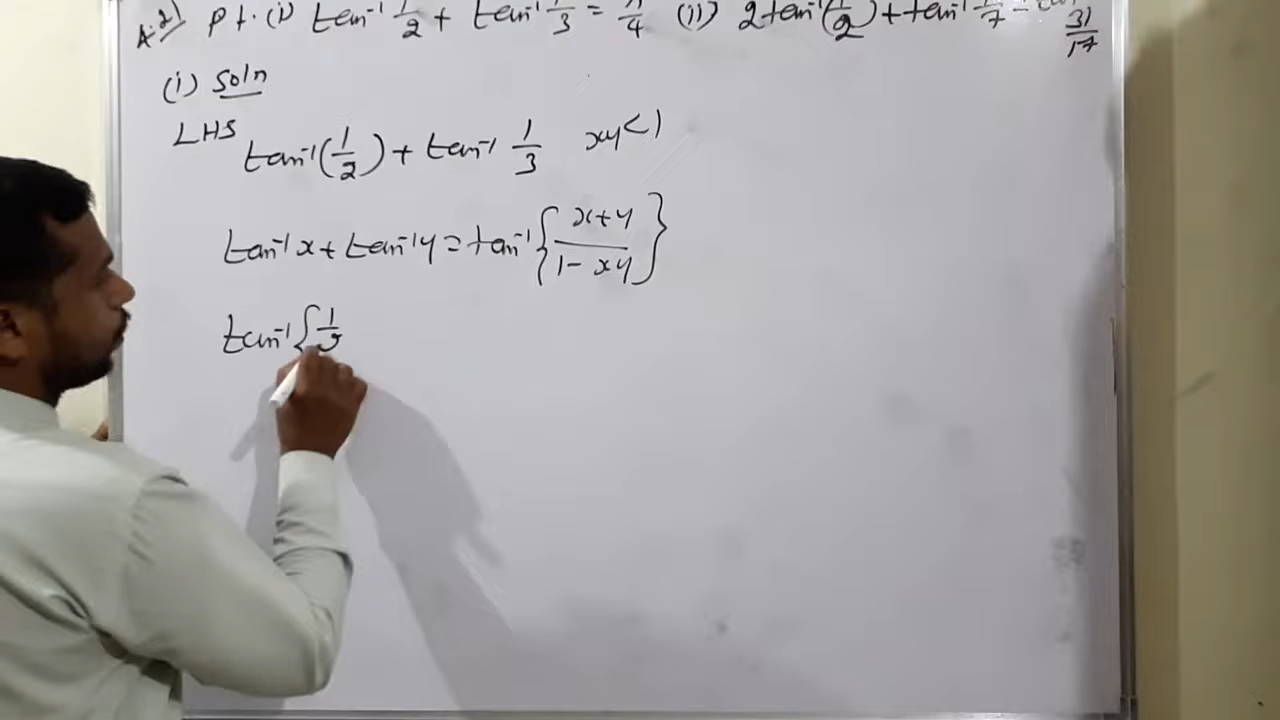 A-2) P t. (i) tan⁻¹ 1/2 + tan⁻¹ 1/3 = π/4 (ii) 2tan⁻¹(1/2) + tan⁻¹ 1/7 = tan⁻¹ 31/17
(i) Soln
LHS tan⁻¹(1/2) + tan⁻¹ 1/3 xy<1
tan⁻¹x + tan⁻¹y = tan⁻¹{x+y/1-xy}
tan⁻¹{1/2